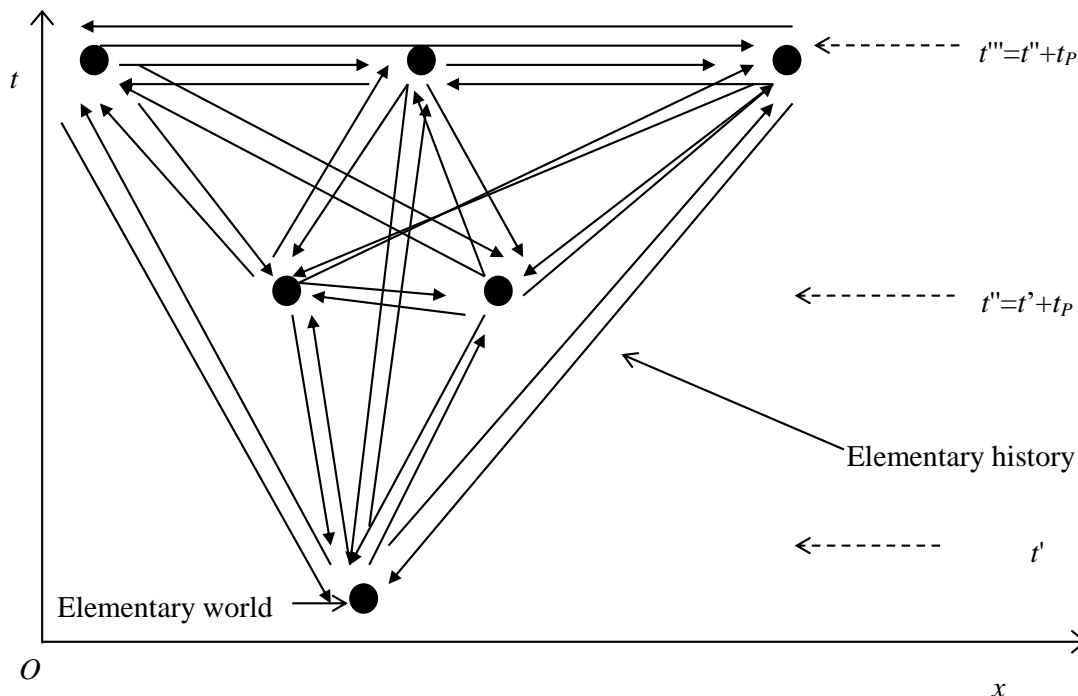 t
t'''=t''+tP
t''=t’+tP
Elementary history
t'
Elementary world
O
x